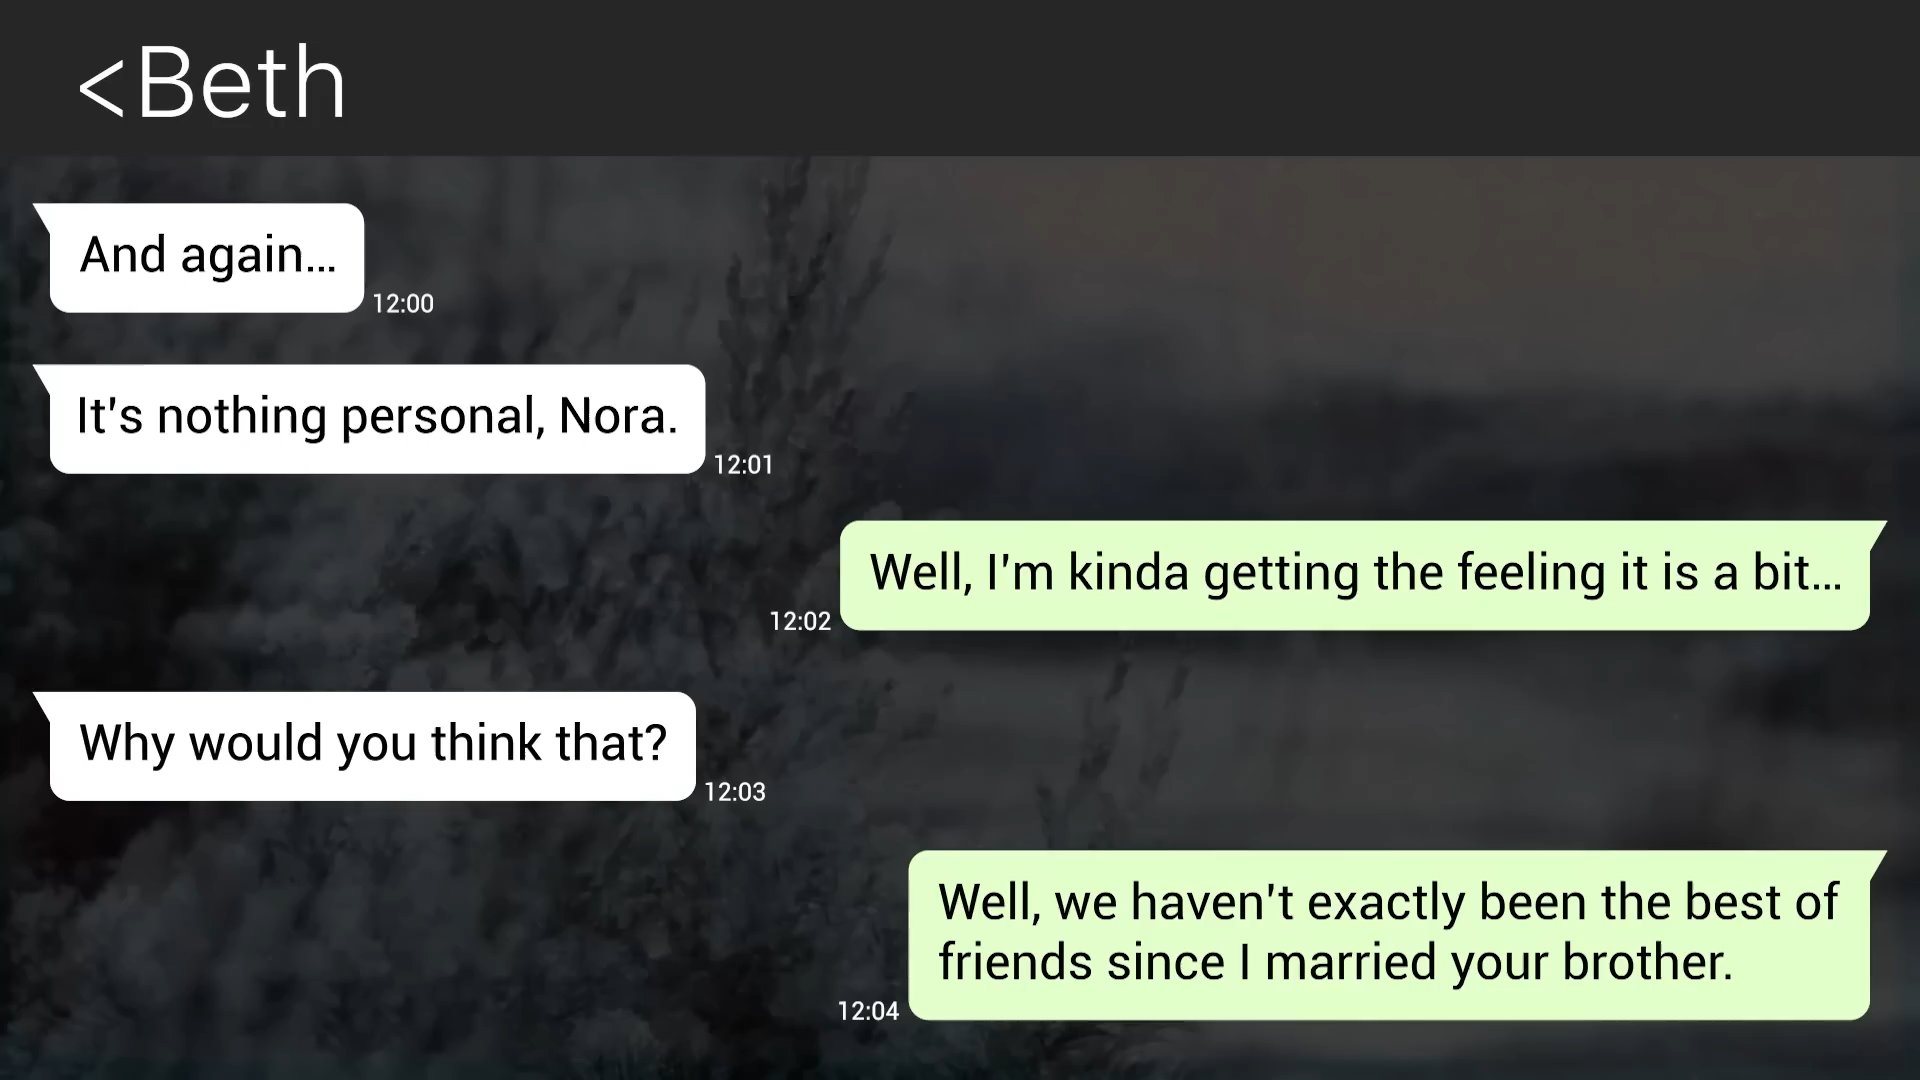 <Beth
And again...
12:00
It's nothing personal, Nora.
12:01
Well, I'm kinda getting the feeling it is a bit...
12:02
Why would you think that?
12:03
Well, we haven't exactly been the best of
friends since I married your brother.
12:04